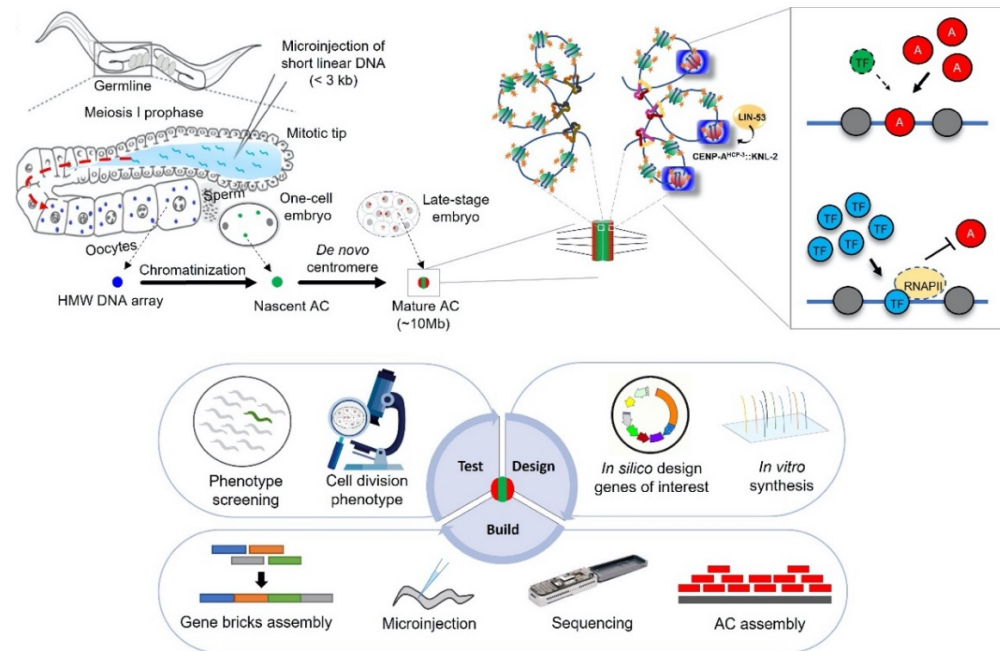 Germline
Microinjection of
short linear DNA
(< 3 kb)
Meiosis I prophase
Mitotic tip
Sperm
One-cell
embryo
Late-stage
embryo
Oocytes
De novo
centromere
Chromatinization
HMW DNA array
Nascent AC
Mature AC
(~10Mb)
LIN-53
CENP-AHCP-3::KNL-2
TF
A
A
A
A
A
TF
TF
TF
TF
TF
A
RNAPII
TF
Phenotype
screening
Cell division
phenotype
Test
Design
Build
In silico design
genes of interest
In vitro
synthesis
Gene bricks assembly
Microinjection
Sequencing
AC assembly